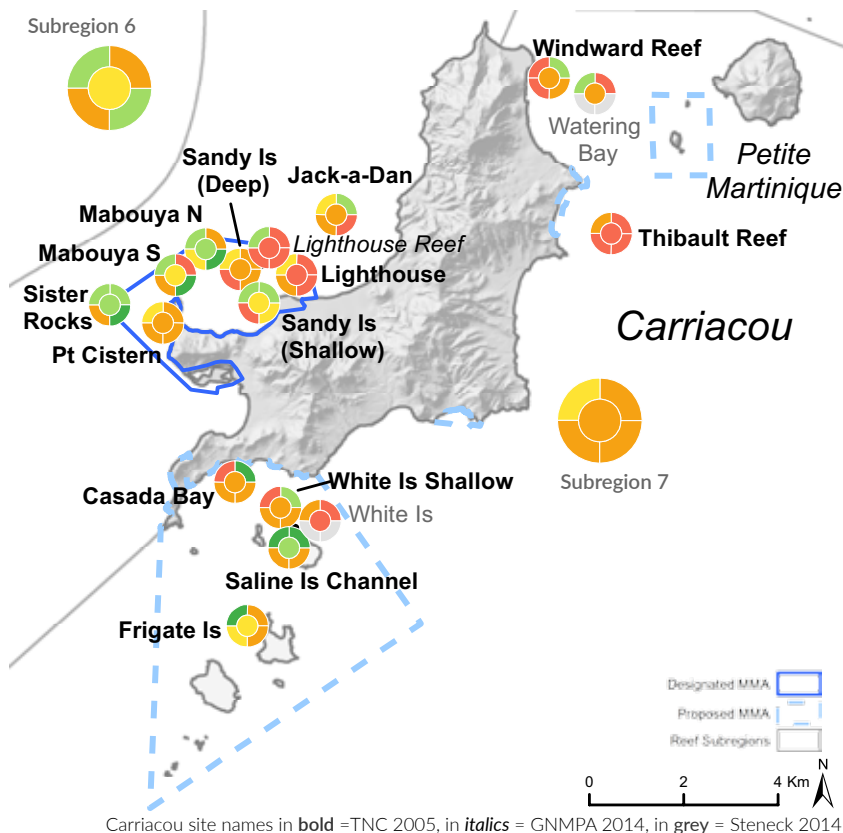 Subregion 6
Windward Reef
Watering
Bay
Petite
Martinique
Sandy Is
(Deep)
Jack-a-Dan
Mabouya N
Lighthouse Reef
Thibault Reef
Mabouya S
Lighthouse
Sister
Rocks
Sandy Is
(Shallow)
Pt Cistern
Carriacou
Subregion 7
Casada Bay
White Is Shallow
White Is
Saline Is Channel
Frigate Is
Designated MMA
Proposed MMA
Reef Subregions
N
0 2 4 Km
Carriacou site names in bold =TNC 2005, in italics = GNMPA 2014, in grey = Steneck 2014